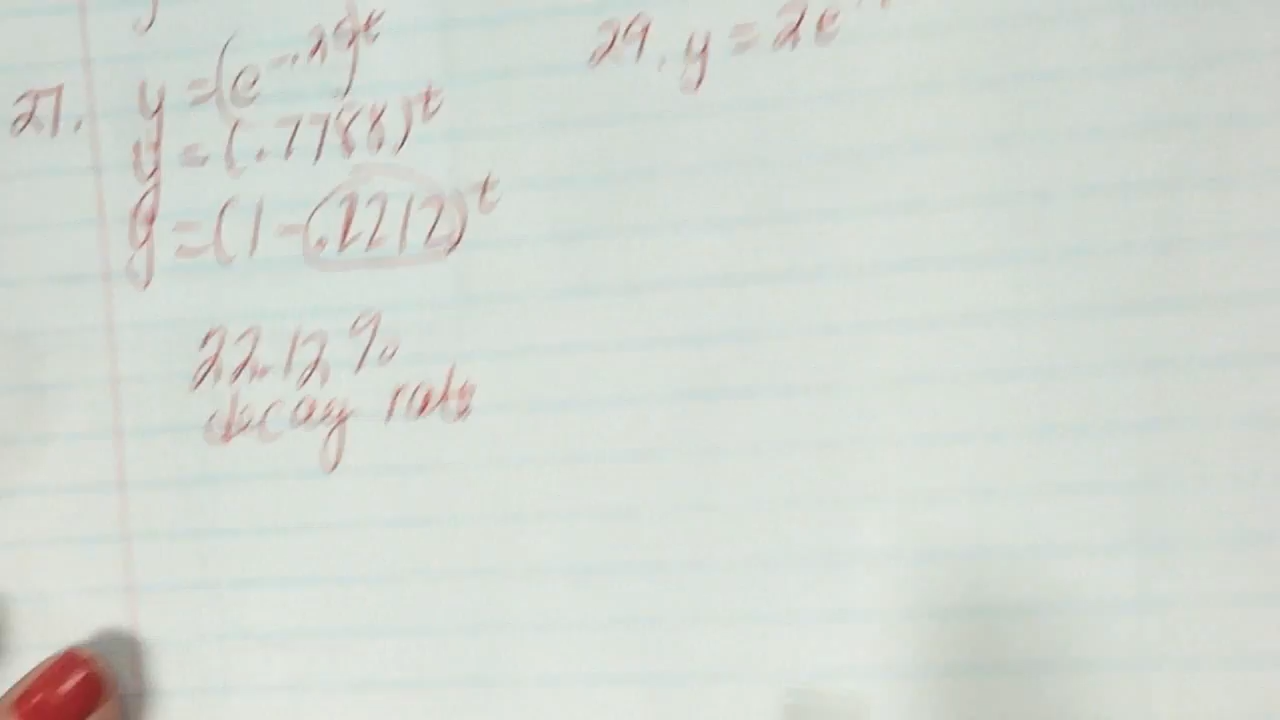 27. y = (e^-.25)^t
y = (.7788)^t
y = (1-(.2212)^t
22.12%
decay rate
29. y = 2e